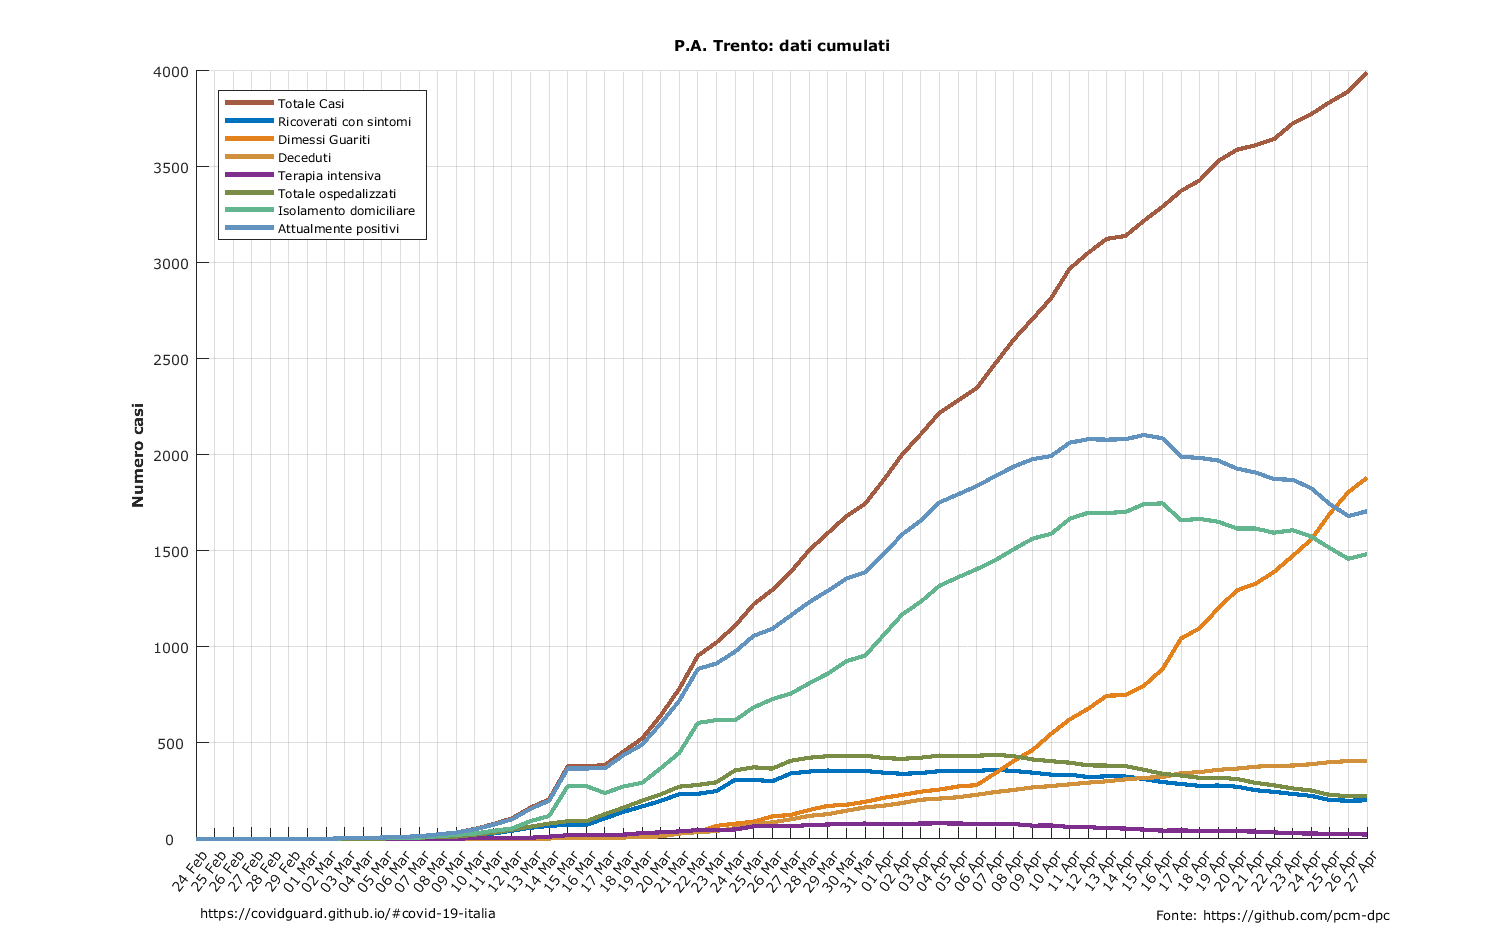 P.A. Trento: dati cumulati
4000
3500
3000
2500
2000
1500
1000
500
0
Numero casi
Totale Casi
Ricoverati con sintomi
Dimessi Guariti
Deceduti
Terapia intensiva
Totale ospedalizzati
Isolamento domiciliare
Attualmente positivi
24 Feb
25 Feb
26 Feb
27 Feb
28 Feb
29 Feb
01 Mar
02 Mar
03 Mar
04 Mar
05 Mar
06 Mar
07 Mar
08 Mar
09 Mar
10 Mar
11 Mar
12 Mar
13 Mar
14 Mar
15 Mar
16 Mar
17 Mar
18 Mar
19 Mar
20 Mar
21 Mar
22 Mar
23 Mar
24 Mar
25 Mar
26 Mar
27 Mar
28 Mar
29 Mar
30 Mar
31 Mar
01 Apr
02 Apr
03 Apr
04 Apr
05 Apr
06 Apr
07 Apr
08 Apr
09 Apr
10 Apr
11 Apr
12 Apr
13 Apr
14 Apr
15 Apr
16 Apr
17 Apr
18 Apr
19 Apr
20 Apr
21 Apr
22 Apr
23 Apr
24 Apr
25 Apr
26 Apr
27 Apr
https://covidguard.github.io/#covid-19-italia
Fonte: https://github.com/pcm-dpc